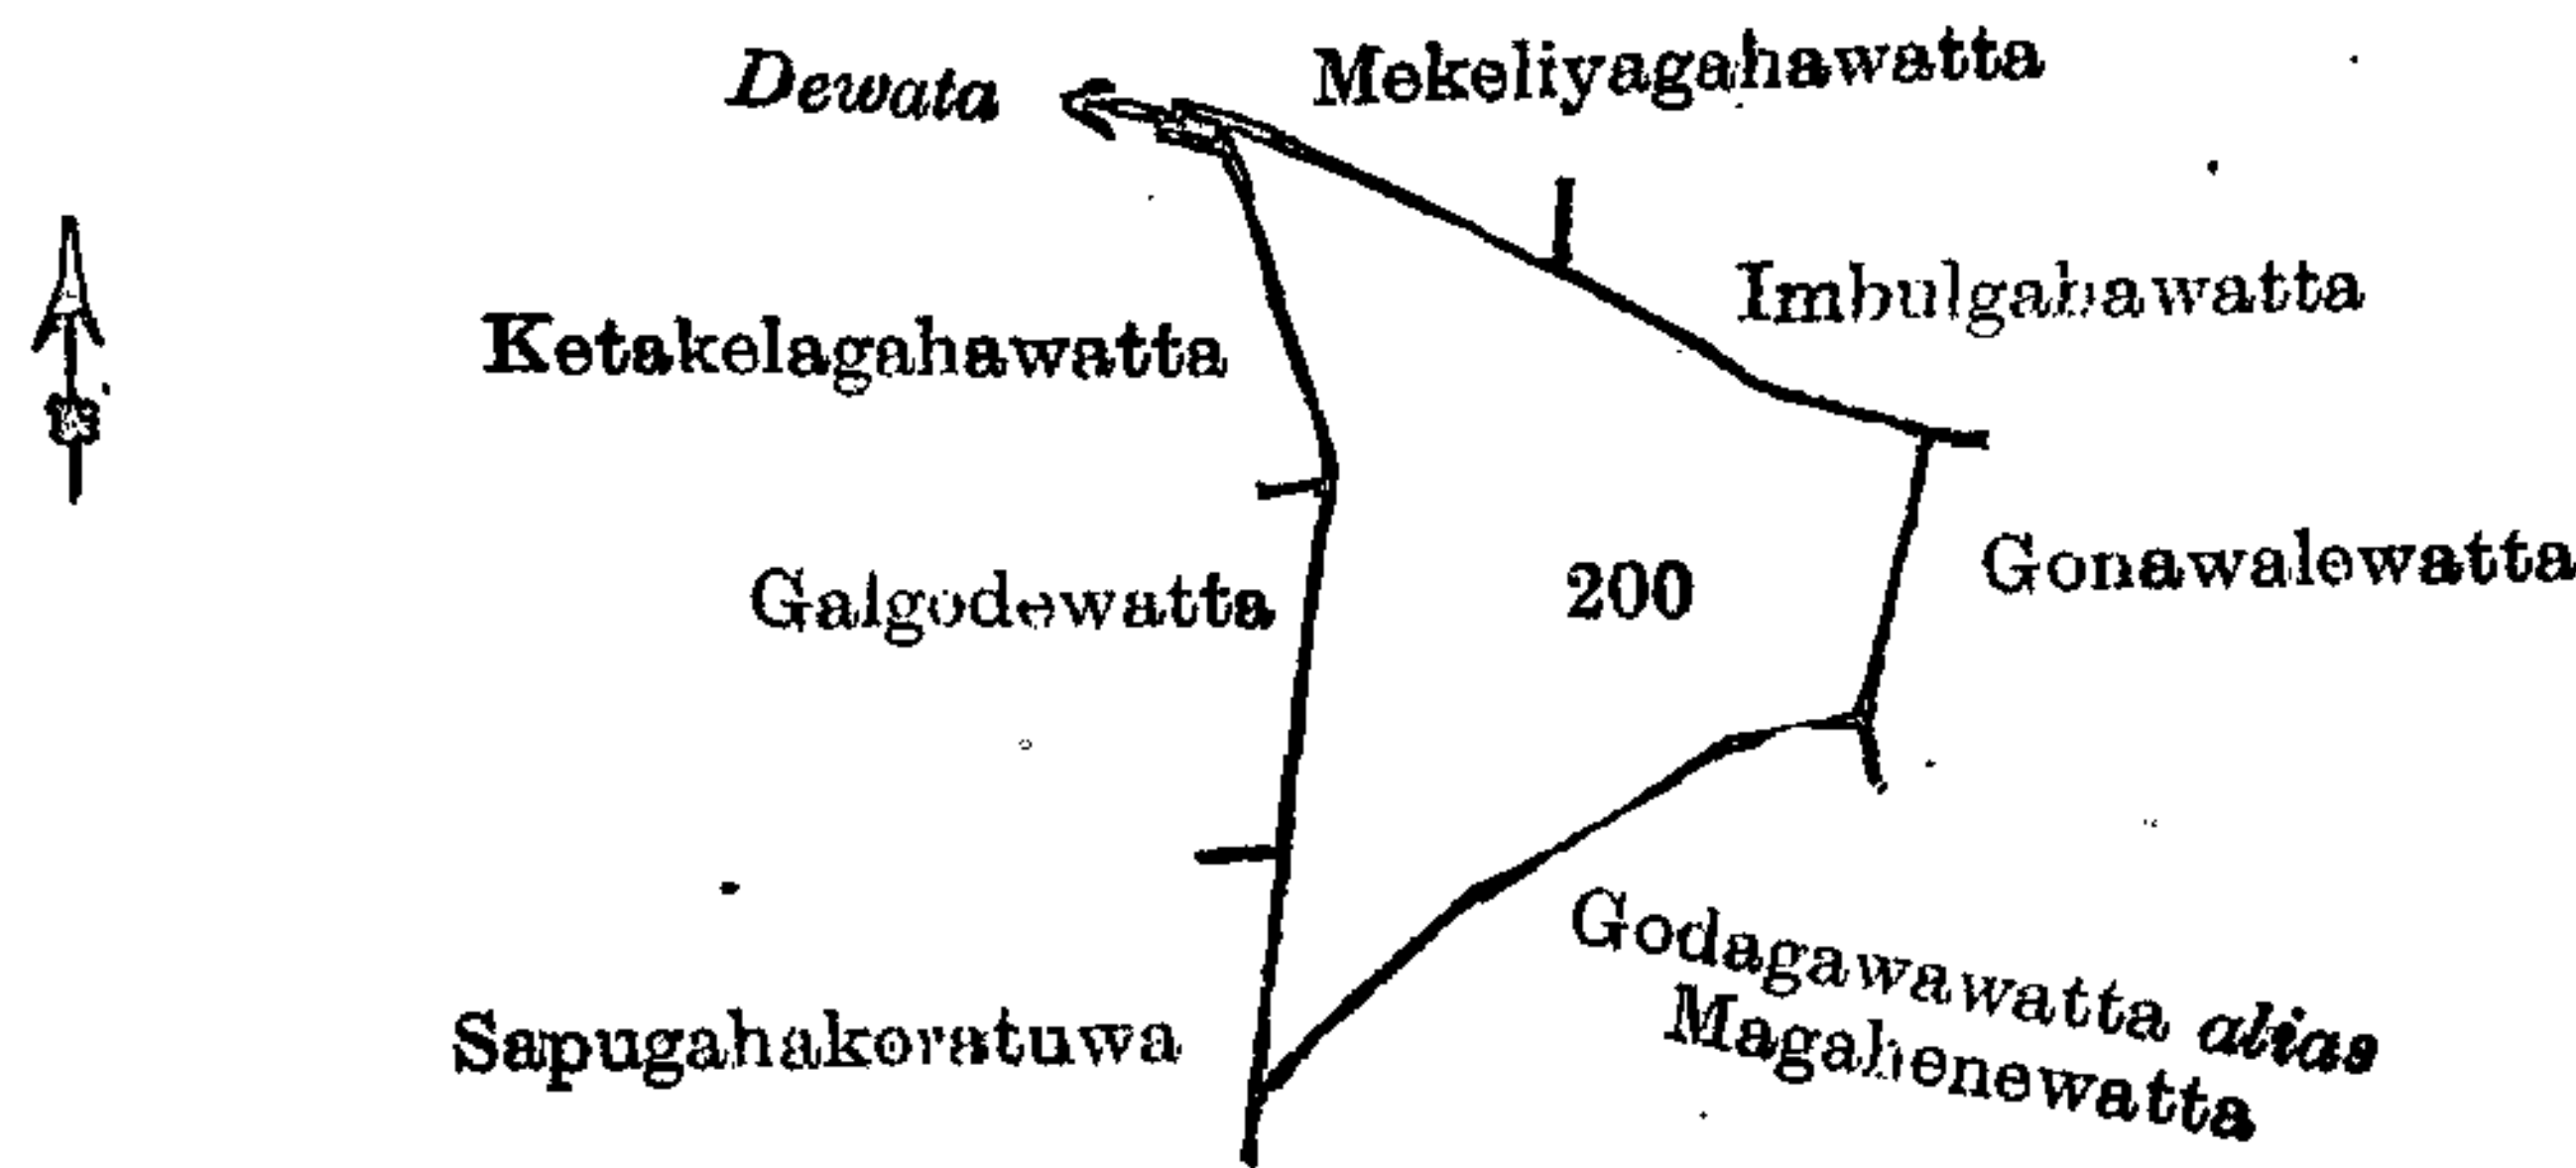 Dewata
Mekeliyagahawatta
Imbulgahawatta
Ketakelagahawatta
Gonawalewatta
Galgodewatta
200
Godagawawatta alias
Magahenewatta
Sapugahakoratuwa